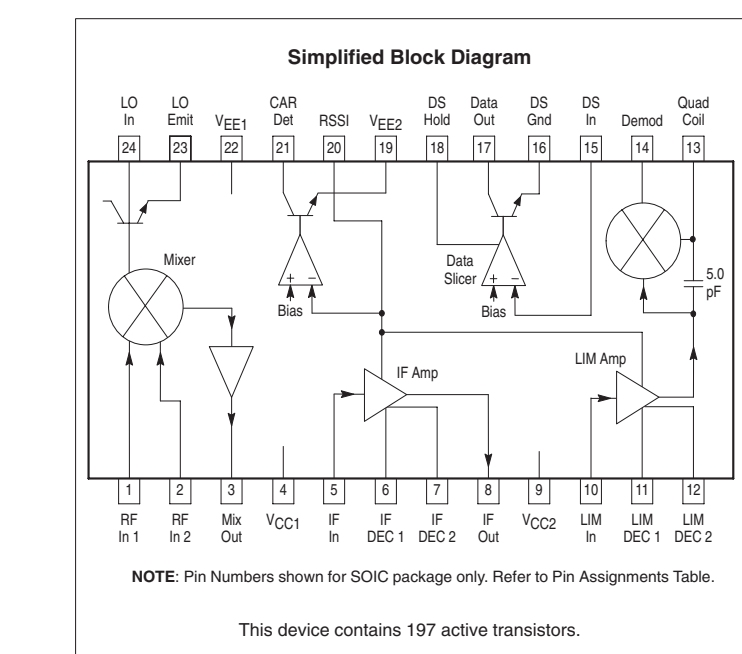 Simplified Block Diagram
LO In
LO Emit
VEE1
CAR Det
RSSI
VEE2
DS Hold
Data Out
DS Gnd
DS In
Demod
Quad Coil
24 23 22 21 20 19 18 17 16 15 14 13
Mixer
Data Slicer
5.0 pF
+ −
+ −
Bias
Bias
IF Amp
LIM Amp
1 2 3 4 5 6 7 8 9 10 11 12
RF In 1
RF In 2
Mix Out
VCC1
IF In
IF DEC 1
IF DEC 2
IF Out
VCC2
LIM In
LIM DEC 1
LIM DEC 2
NOTE: Pin Numbers shown for SOIC package only. Refer to Pin Assignments Table.
This device contains 197 active transistors.